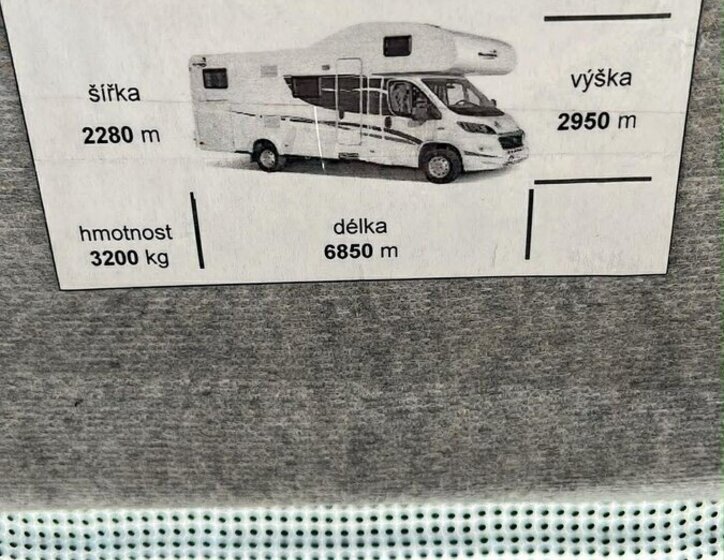 šířka
2280 m
výška
2950 m
hmotnost
3200 kg
délka
6850 m